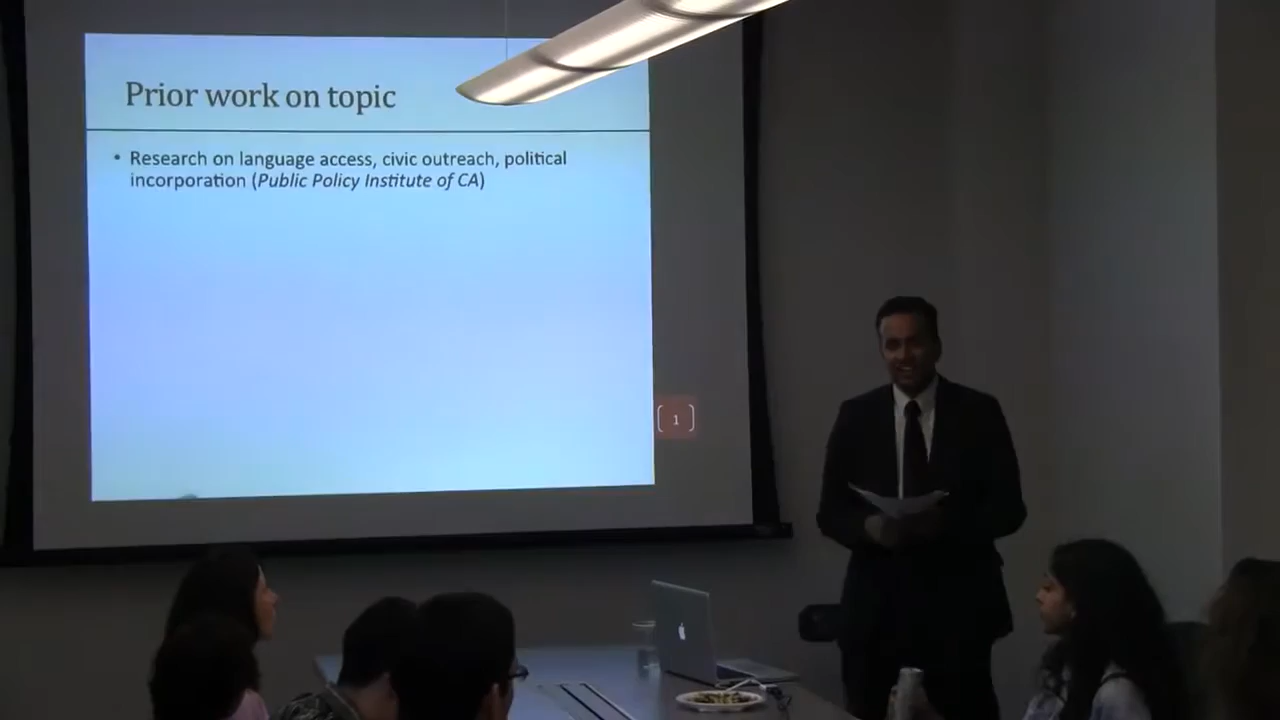 Prior work on topic
• Research on language access, civic outreach, political
incorporation (Public Policy Institute of CA)
[ 1 ]